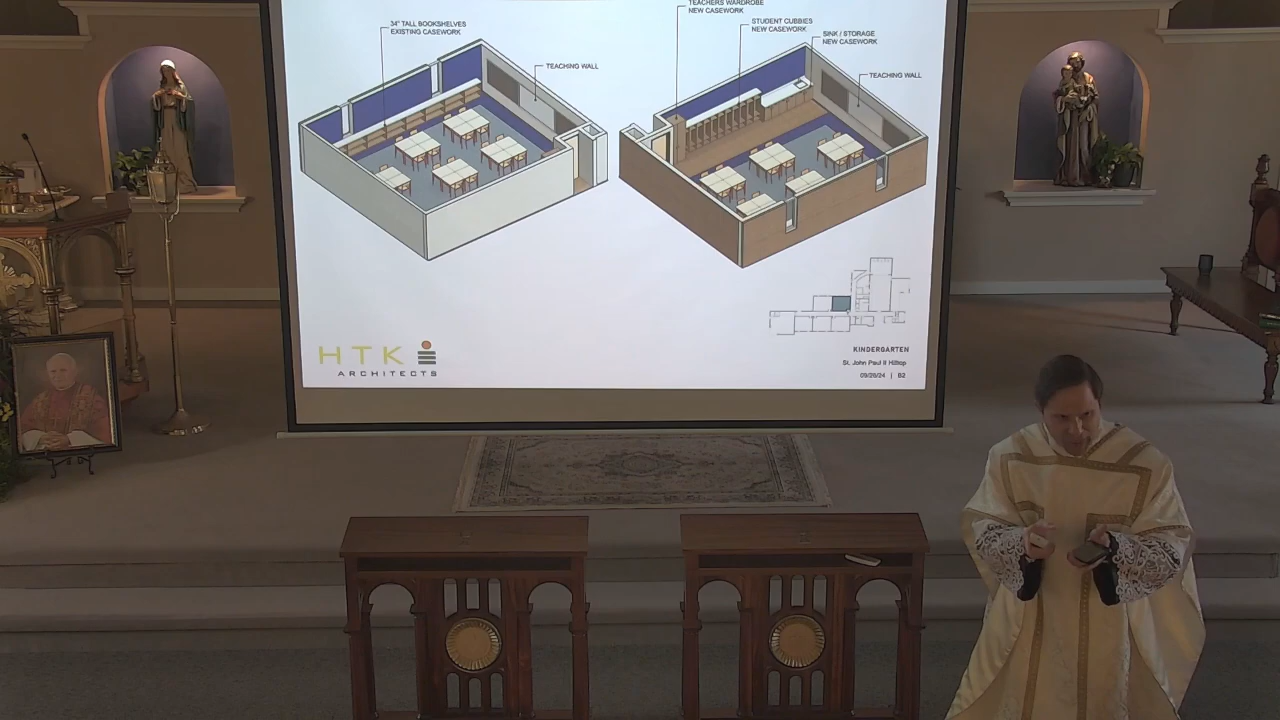 TEACHERS WARDROBE
NEW CASEWORK
34" TALL BOOKSHELVES
EXISTING CASEWORK
STUDENT CUBBIES
NEW CASEWORK
SINK / STORAGE
NEW CASEWORK
TEACHING WALL
TEACHING WALL
HTK
ARCHITECTS
KINDERGARTEN
St. John Paul II Hilltop
09/26/24 | B2